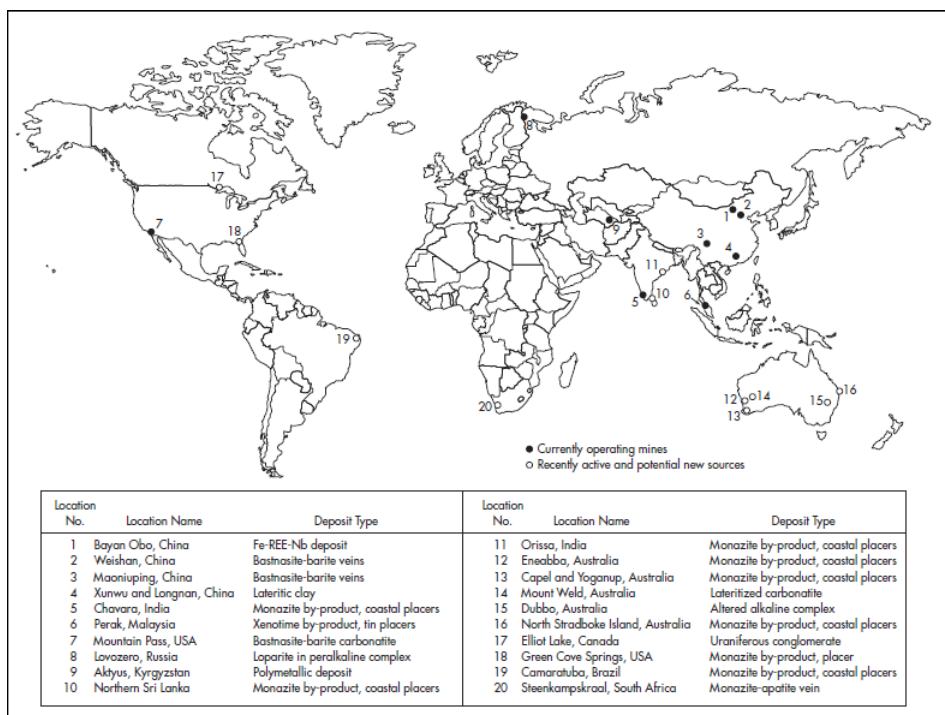 8
17
7
18
2
1
3
4
9
11
5
10
6
19
20
12
14
13
15
16
● Currently operating mines
○ Recently active and potential new sources
Location
No. Location Name Deposit Type
1 Bayan Obo, China Fe-REE-Nb deposit
2 Weishan, China Bastnasite-barite veins
3 Maoniuping, China Bastnasite-barite veins
4 Xunwu and Longnan, China Lateritic clay
5 Chavara, India Monazite by-product, coastal placers
6 Perak, Malaysia Xenotime by-product, tin placers
7 Mountain Pass, USA Bastnasite-barite carbonatite
8 Lovozero, Russia Loparite in peralkaline complex
9 Aktyus, Kyrgyzstan Polymetallic deposit
10 Northern Sri Lanka Monazite by-product, coastal placers
Location
No. Location Name Deposit Type
11 Orissa, India Monazite by-product, coastal placers
12 Eneabba, Australia Monazite by-product, coastal placers
13 Capel and Yoganup, Australia Monazite by-product, coastal placers
14 Mount Weld, Australia Lateritized carbonatite
15 Dubbo, Australia Altered alkaline complex
16 North Stradboke Island, Australia Monazite by-product, coastal placers
17 Elliot Lake, Canada Uraniferous conglomerate
18 Green Cove Springs, USA Monazite by-product, placer
19 Camaratuba, Brazil Monazite by-product, coastal placers
20 Steenkampskraal, South Africa Monazite-apatite vein